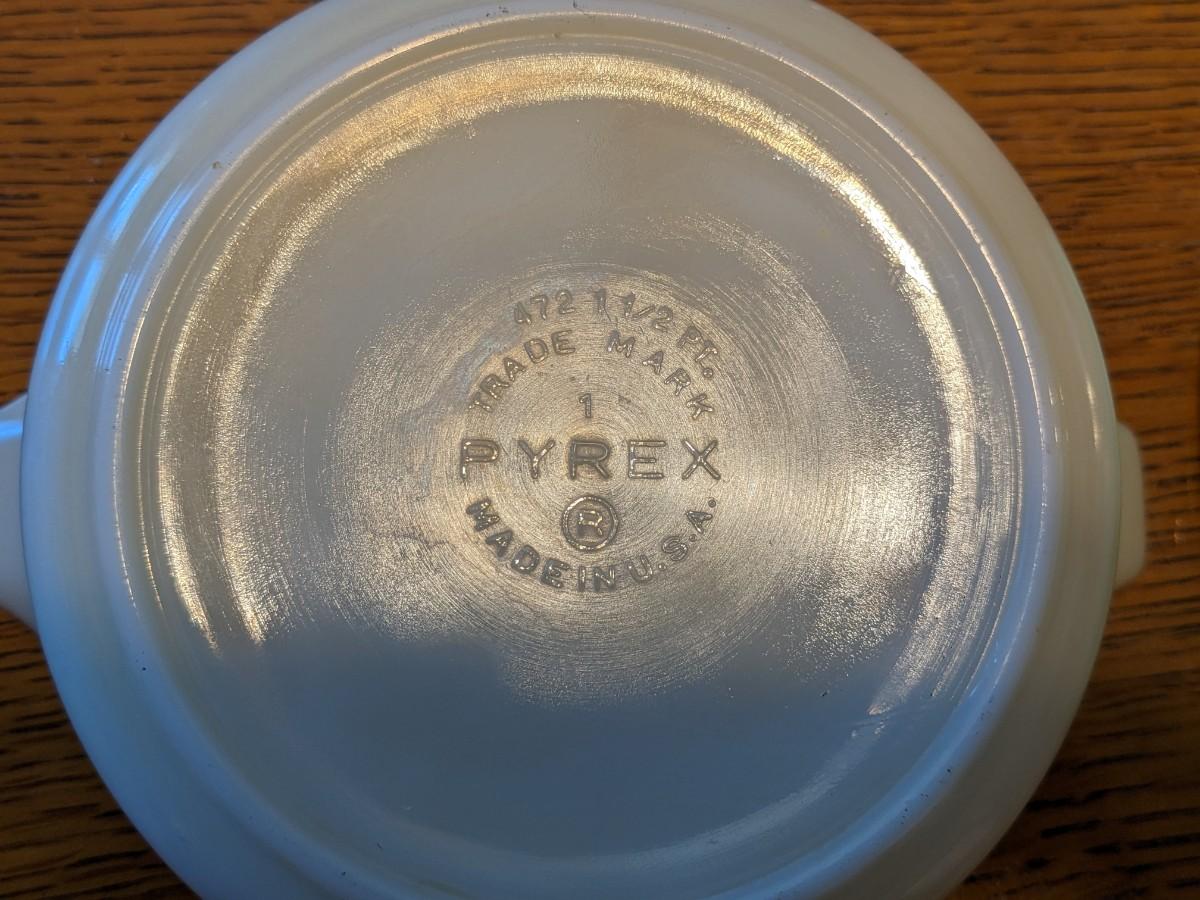 472 1 1/2 PT.
TRADE MARK
1
PYREX
®
MADE IN U.S.A.